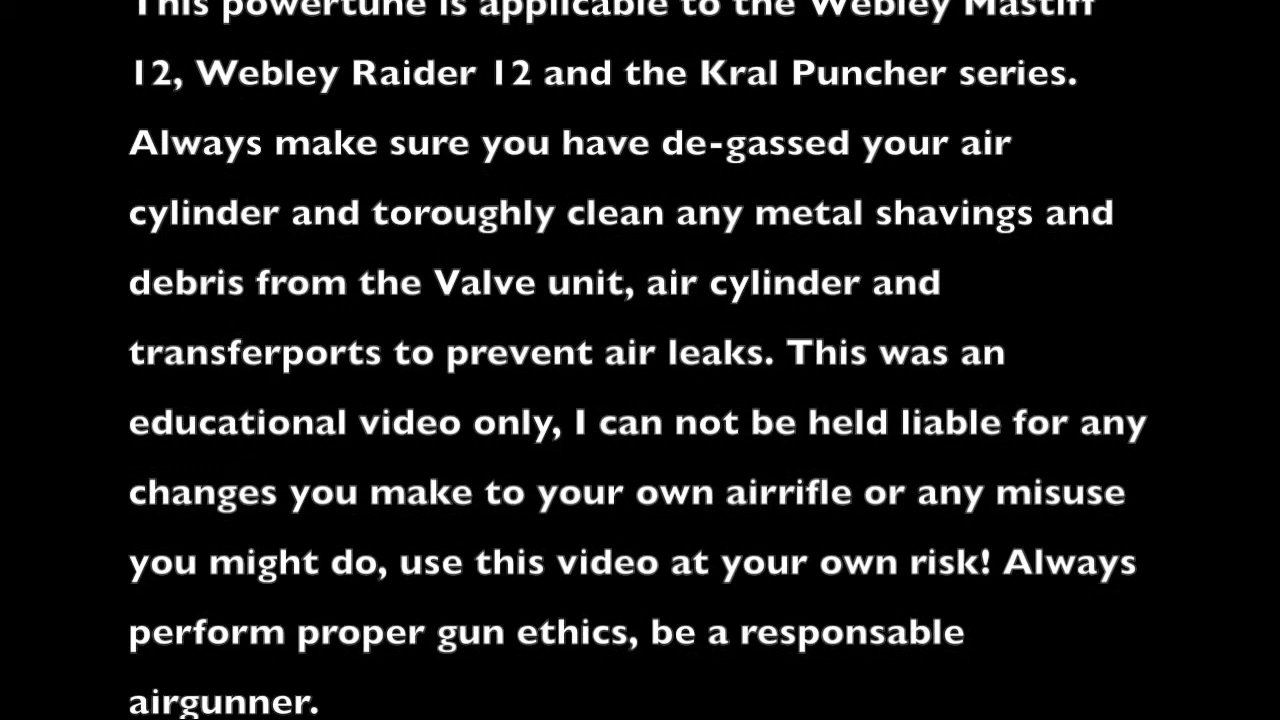 This powertune is applicable to the Webley Mastiff
12, Webley Raider 12 and the Kral Puncher series.
Always make sure you have de-gassed your air
cylinder and toroughly clean any metal shavings and
debris from the Valve unit, air cylinder and
transferports to prevent air leaks. This was an
educational video only, I can not be held liable for any
changes you make to your own airrifle or any misuse
you might do, use this video at your own risk! Always
perform proper gun ethics, be a responsable
airgunner.